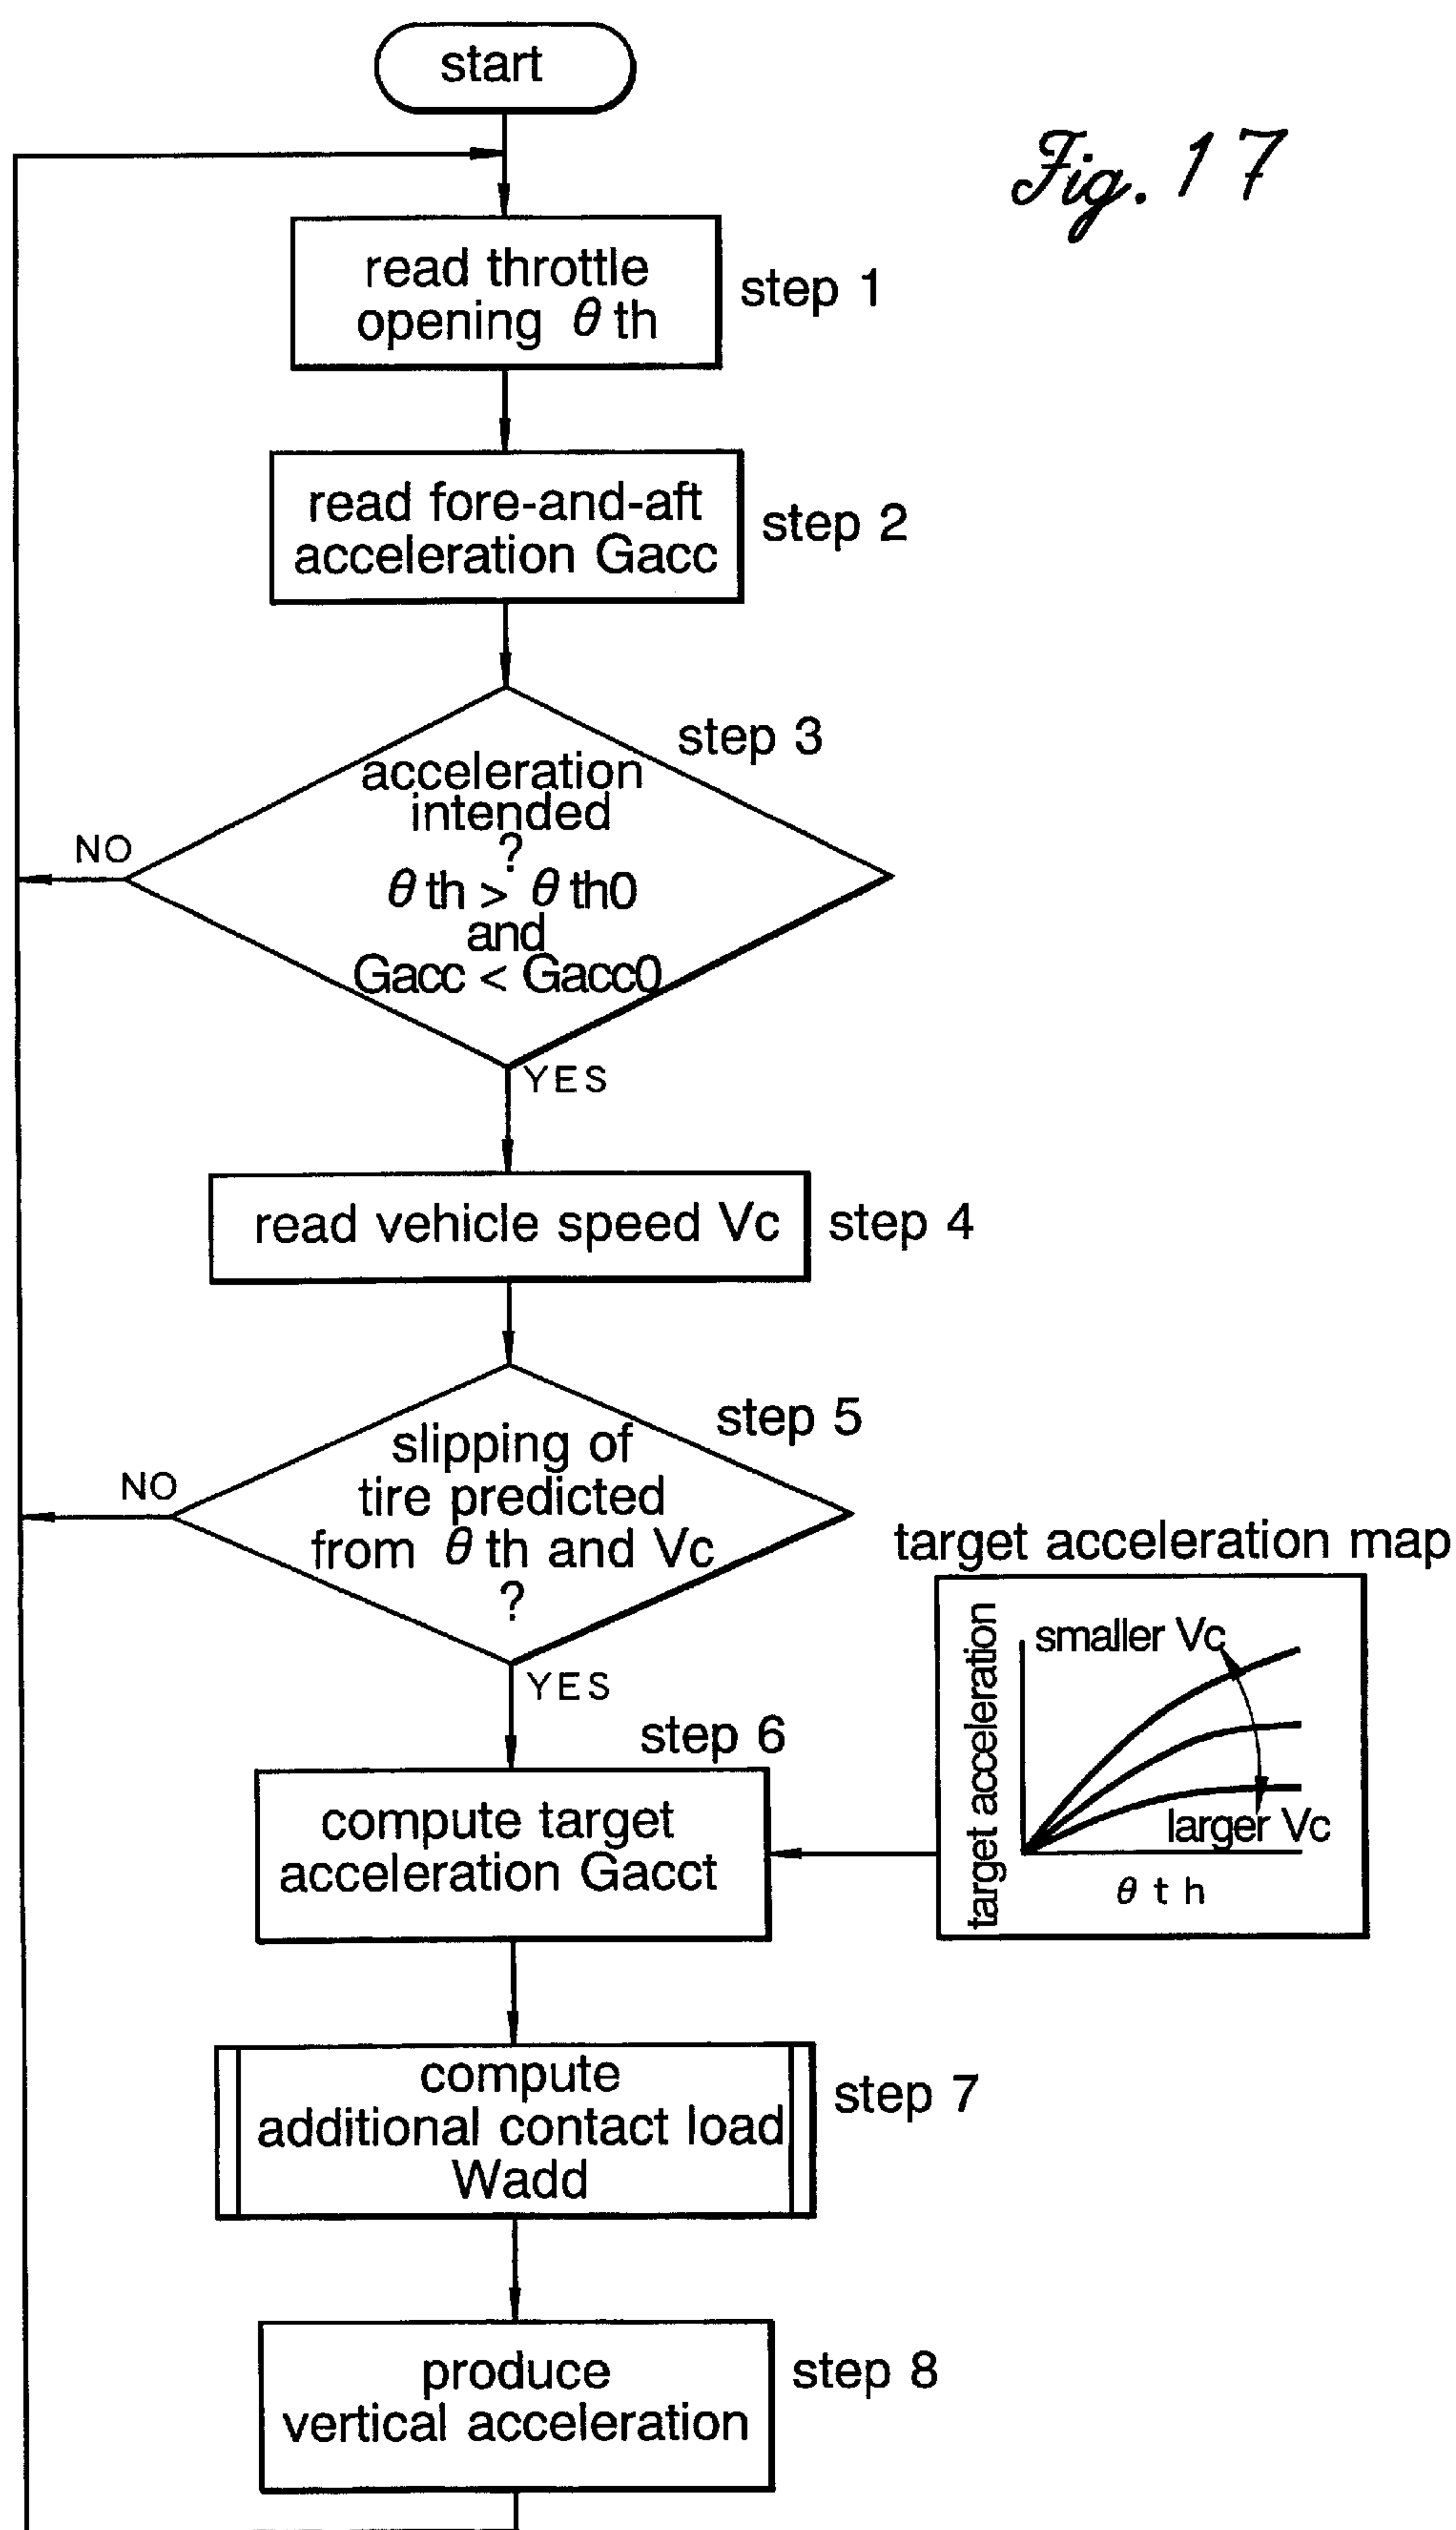 start
Fig. 17
read throttle
opening θ th
step 1
read fore-and-aft
acceleration Gacc
step 2
step 3
acceleration
intended
?
θ th > θ th0
and
Gacc < Gacc0
NO
YES
read vehicle speed Vc
step 4
step 5
slipping of
tire predicted
from θ th and Vc
?
NO
YES
target acceleration map
target acceleration
smaller Vc
larger Vc
θ t h
step 6
compute target
acceleration Gacct
compute
additional contact load
Wadd
step 7
produce
vertical acceleration
step 8